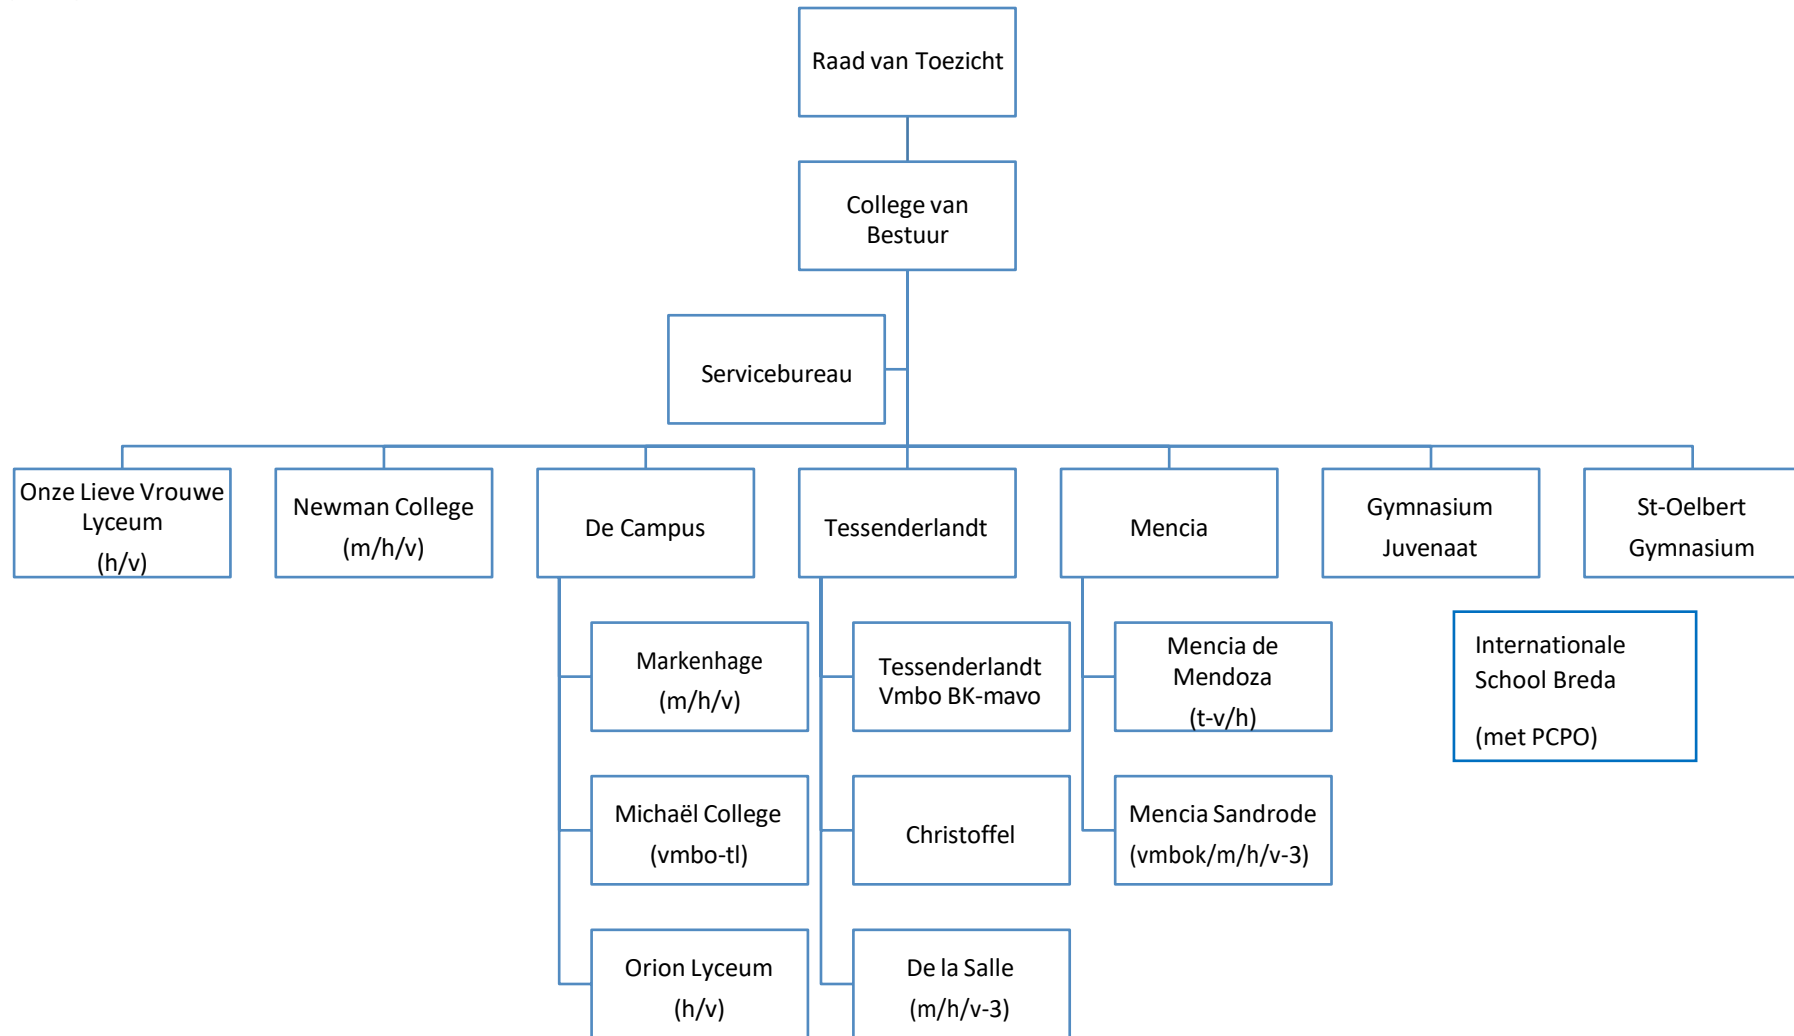 Raad van Toezicht
College van
Bestuur
Servicebureau
Onze Lieve Vrouwe
Lyceum
(h/v)
Newman College
(m/h/v)
De Campus
Tessenderlandt
Mencia
Gymnasium
Juvenaat
St-Oelbert
Gymnasium
Markenhage
(m/h/v)
Tessenderlandt
Vmbo BK-mavo
Mencia de
Mendoza
(t-v/h)
Internationale
School Breda
(met PCPO)
Michaël College
(vmbo-tl)
Christoffel
Mencia Sandrode
(vmbok/m/h/v-3)
Orion Lyceum
(h/v)
De la Salle
(m/h/v-3)